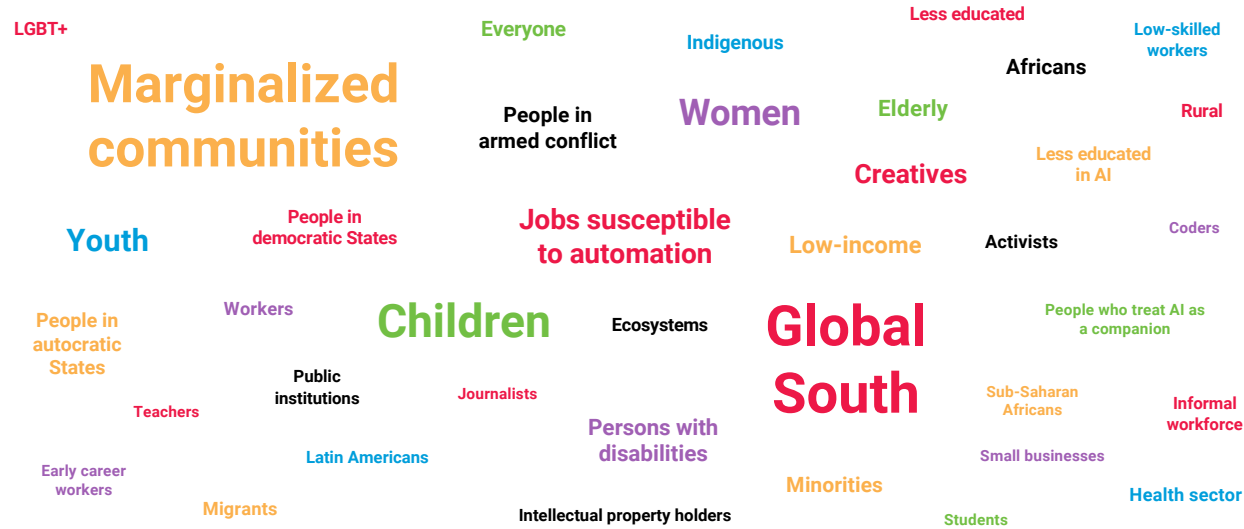 LGBT+
Everyone
Indigenous
Less educated
Low-skilled
workers
Marginalized
communities
People in
armed conflict
Women
Africans
Elderly
Rural
Creatives
Less educated
in AI
Youth
People in
democratic States
Jobs susceptible
to automation
Low-income
Activists
Coders
People in
autocratic
States
Workers
Children
Ecosystems
Global
South
People who treat AI as
a companion
Public
institutions
Teachers
Journalists
Persons with
disabilities
Sub-Saharan
Africans
Informal
workforce
Early career
workers
Latin Americans
Small businesses
Migrants
Intellectual property holders
Minorities
Students
Health sector